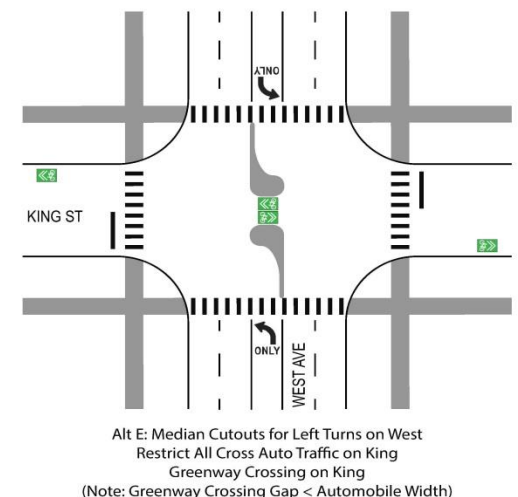 ONLY
KING ST
ONLY
WEST AVE
Alt E: Median Cutouts for Left Turns on West
Restrict All Cross Auto Traffic on King
Greenway Crossing on King
(Note: Greenway Crossing Gap < Automobile Width)